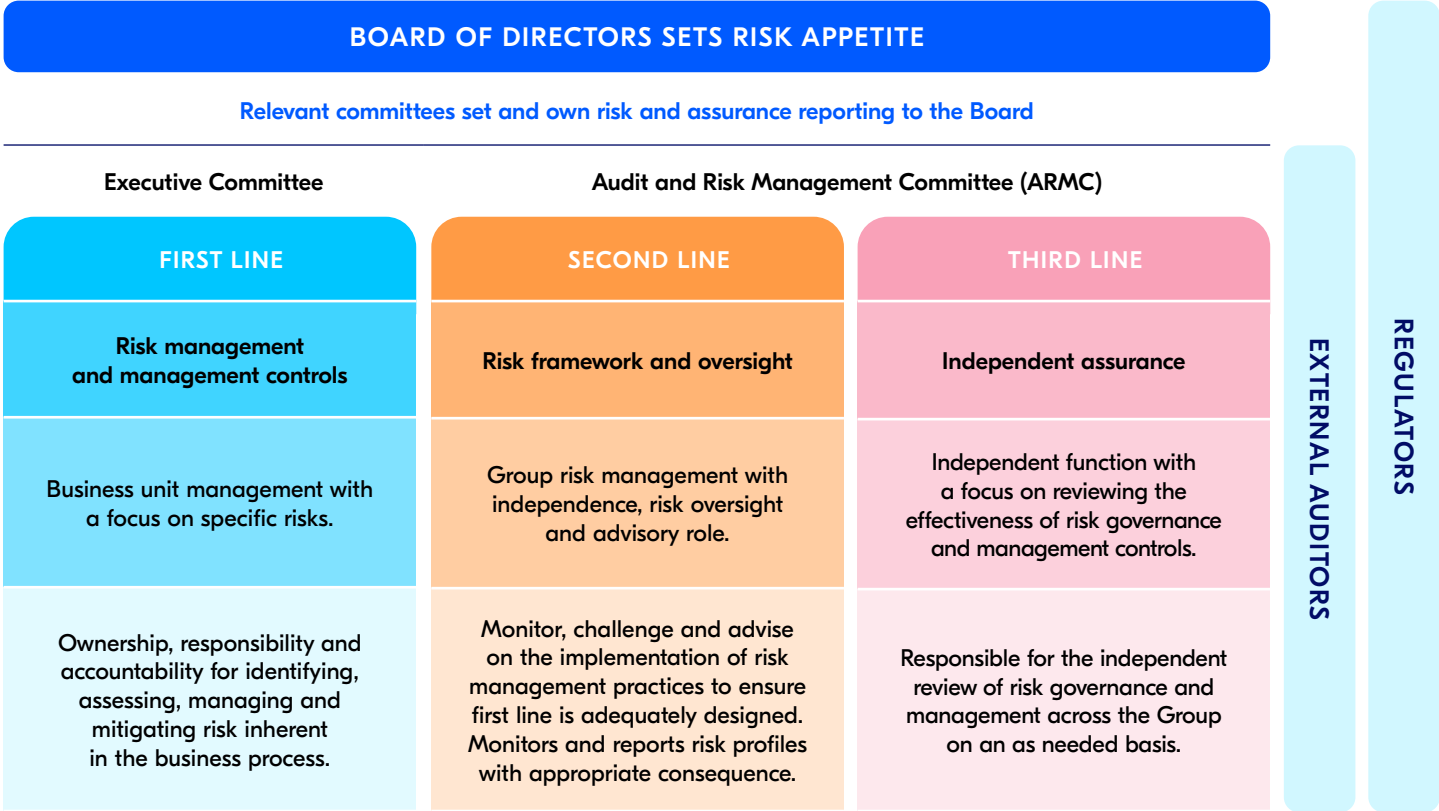 BOARD OF DIRECTORS SETS RISK APPETITE
Relevant committees set and own risk and assurance reporting to the Board
Executive Committee
Audit and Risk Management Committee (ARMC)
FIRST LINE
Risk management
and management controls
Business unit management with
a focus on specific risks.
Ownership, responsibility and
accountability for identifying,
assessing, managing and
mitigating risk inherent
in the business process.
SECOND LINE
Risk framework and oversight
Group risk management with
independence, risk oversight
and advisory role.
Monitor, challenge and advise
on the implementation of risk
management practices to ensure
first line is adequately designed.
Monitors and reports risk profiles
with appropriate consequence.
THIRD LINE
Independent assurance
Independent function with
a focus on reviewing the
effectiveness of risk governance
and management controls.
Responsible for the independent
review of risk governance and
management across the Group
on an as needed basis.
EXTERNAL AUDITORS
REGULATORS